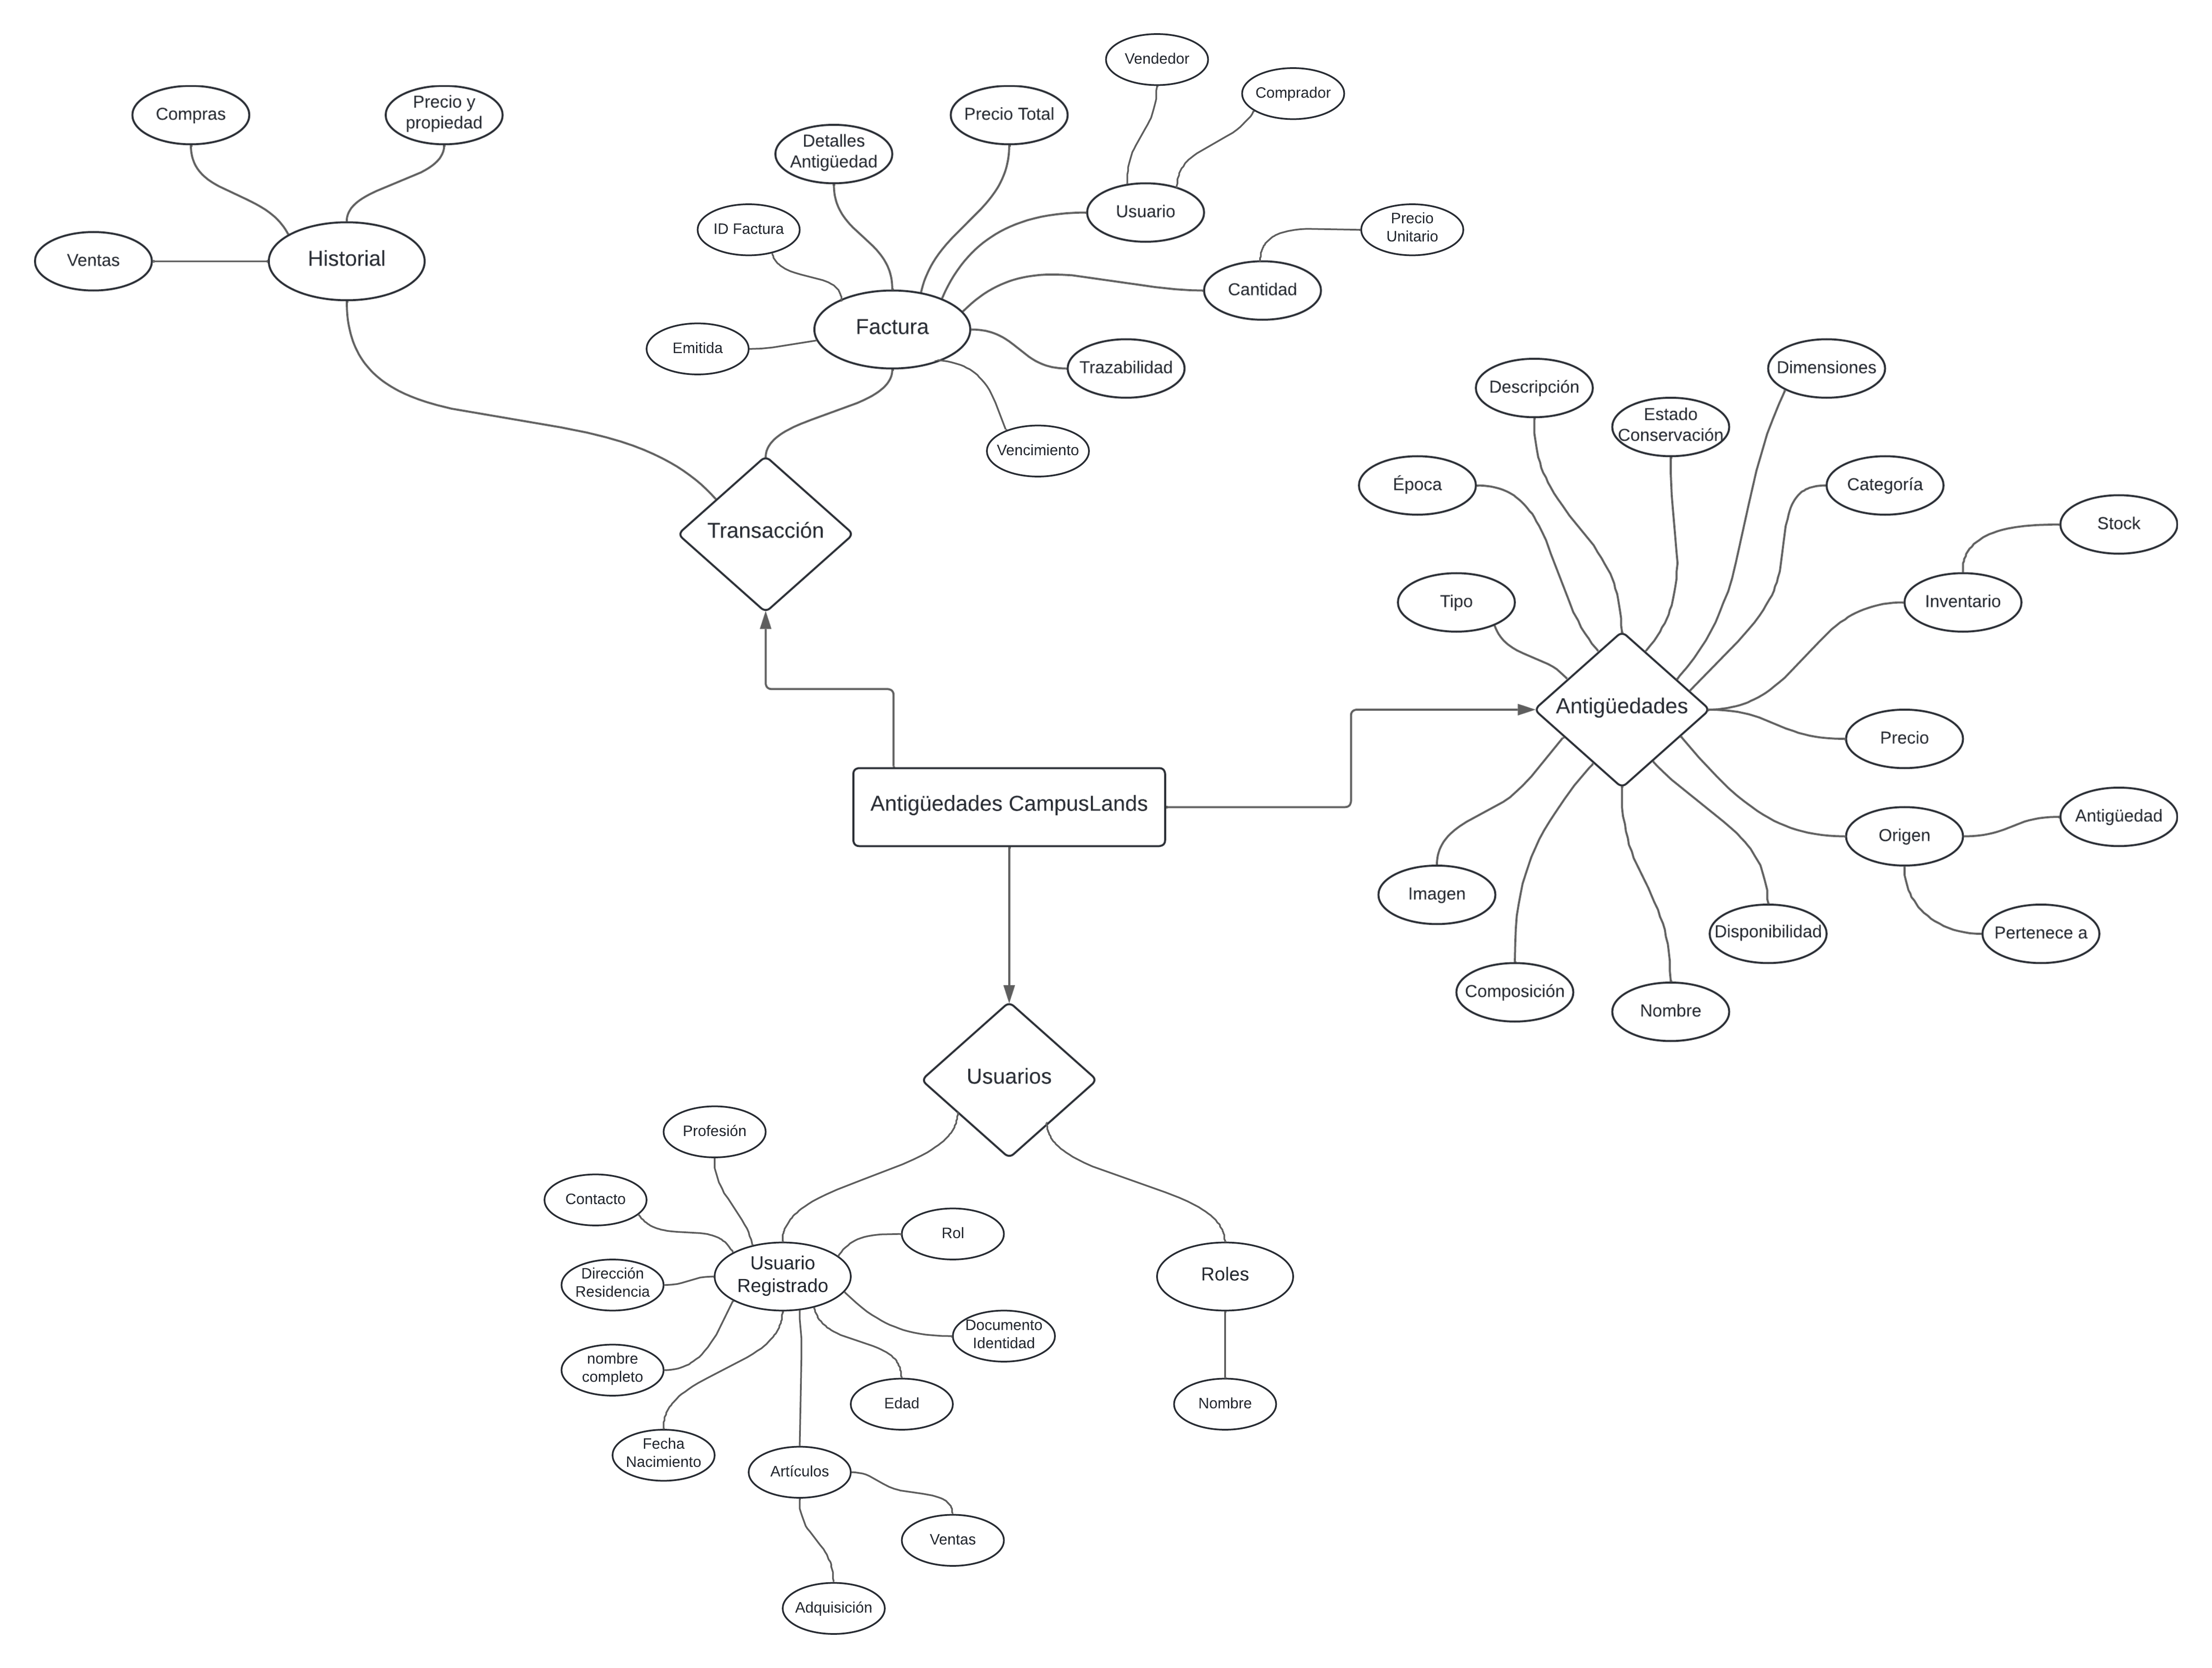 Vendedor
Comprador
Compras
Precio y
propiedad
Precio Total
Detalles
Antigüedad
Usuario
ID Factura
Precio
Unitario
Ventas
Historial
Cantidad
Factura
Emitida
Trazabilidad
Vencimiento
Dimensiones
Descripción
Estado
Conservación
Época
Categoría
Stock
Transacción
Tipo
Inventario
Antigüedades
Precio
Antigüedades CampusLands
Antigüedad
Origen
Imagen
Disponibilidad
Pertenece a
Composición
Nombre
Usuarios
Profesión
Contacto
Rol
Usuario
Registrado
Roles
Dirección
Residencia
Documento
Identidad
nombre
completo
Edad
Nombre
Fecha
Nacimiento
Artículos
Ventas
Adquisición